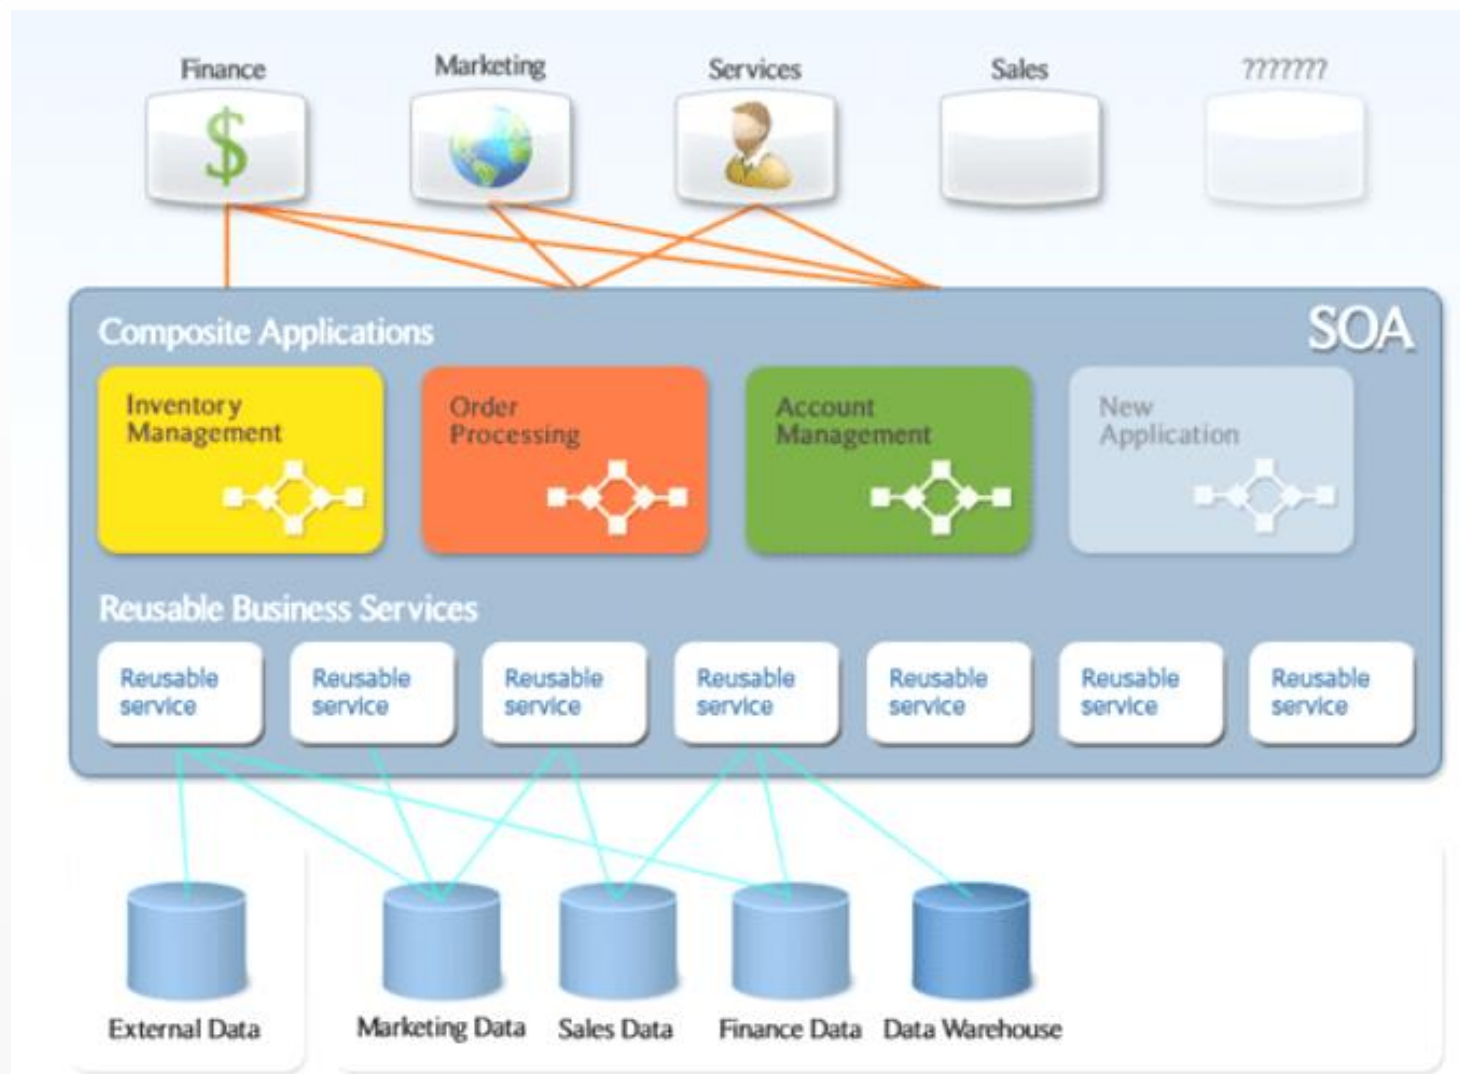 Finance
Marketing
Services
Sales
???????
Composite Applications
SOA
Inventory
Management
Order
Processing
Account
Management
New
Application
Reusable Business Services
Reusable
service
Reusable
service
Reusable
service
Reusable
service
Reusable
service
Reusable
service
Reusable
service
External Data
Marketing Data
Sales Data
Finance Data
Data Warehouse